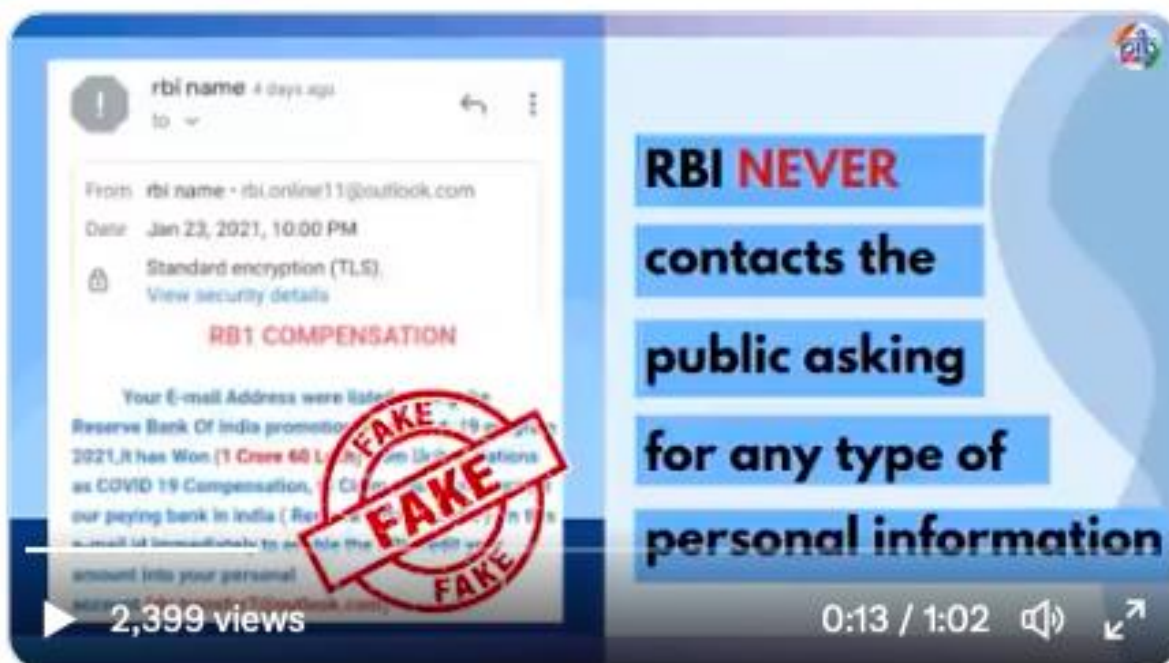 rbi name 4 days ago
to
From rbi name · rbi.online11@outlook.com
Date Jan 23, 2021, 10:00 PM
Standard encryption (TLS).
View security details
RB1 COMPENSATION
Your E-mail Address were
Reserve Bank Of India 19
2021,it has Won (1 Crore 60
as COVID 19 Compensation,
our paying bank in India (
e-mail id immediately to the
amount into your personal
account
FAKE
FAKE
FAKE
RBI NEVER
contacts the
public asking
for any type of
personal information
pib
2,399 views
0:13 / 1:02